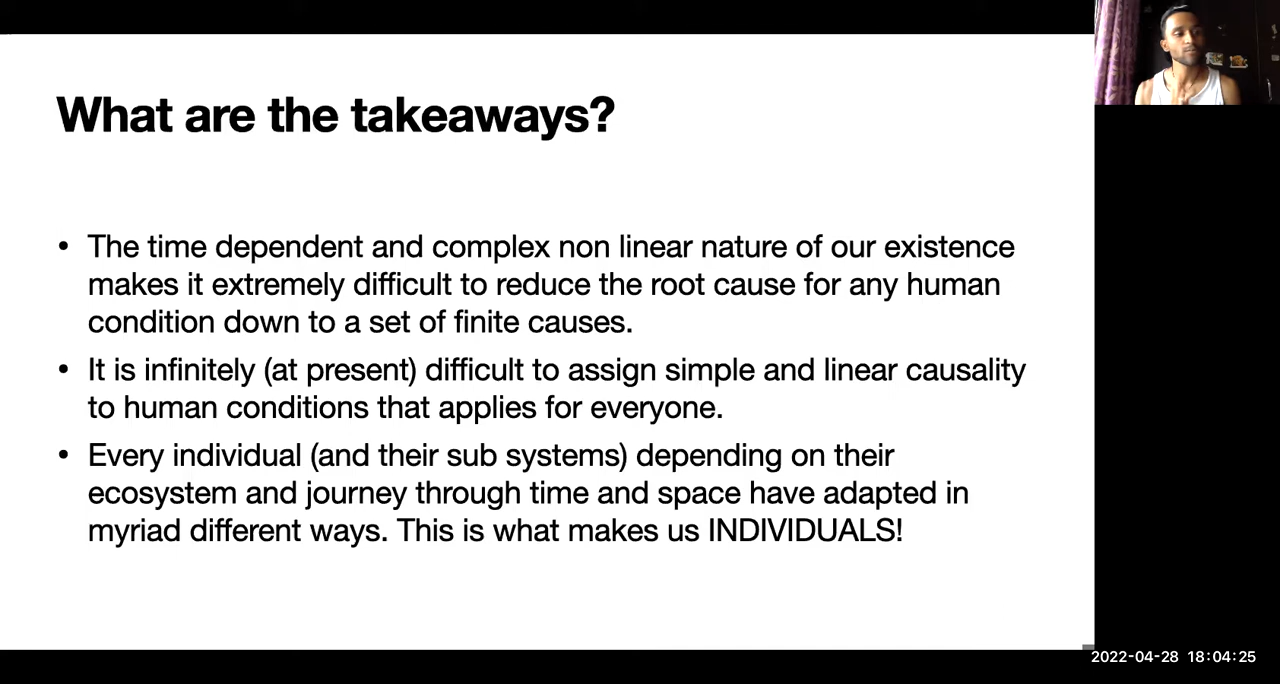 What are the takeaways?
• The time dependent and complex non linear nature of our existence
makes it extremely difficult to reduce the root cause for any human
condition down to a set of finite causes.
• It is infinitely (at present) difficult to assign simple and linear causality
to human conditions that applies for everyone.
• Every individual (and their sub systems) depending on their
ecosystem and journey through time and space have adapted in
myriad different ways. This is what makes us INDIVIDUALS!
2022-04-28 18:04:25